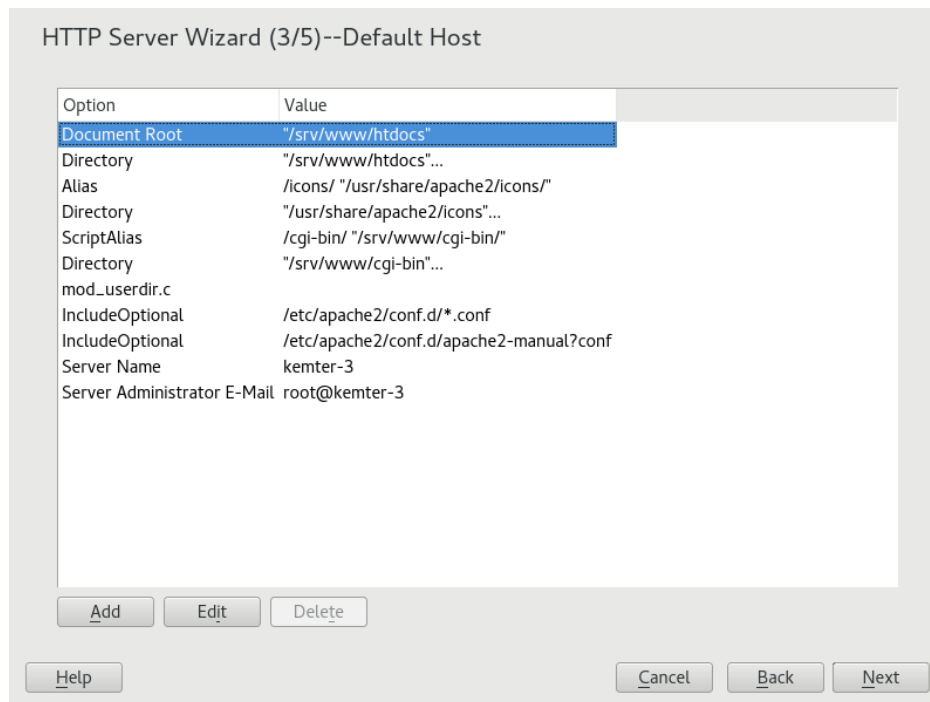 HTTP Server Wizard (3/5)--Default Host
Option Value
Document Root "/srv/www/htdocs"
Directory "/srv/www/htdocs"...
Alias /icons/ "/usr/share/apache2/icons/"
Directory "/usr/share/apache2/icons"...
ScriptAlias /cgi-bin/ "/srv/www/cgi-bin/"
Directory "/srv/www/cgi-bin"...
mod_userdir.c
IncludeOptional /etc/apache2/conf.d/*.conf
IncludeOptional /etc/apache2/conf.d/apache2-manual?conf
Server Name kemter-3
Server Administrator E-Mail root@kemter-3
Add Edit Delete
Help Cancel Back Next